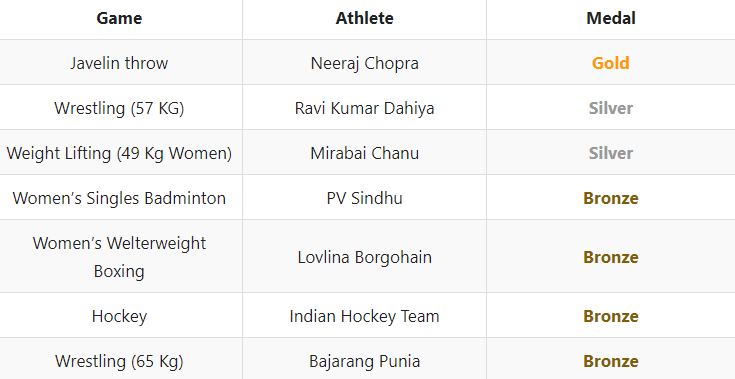 Game Athlete Medal
Javelin throw Neeraj Chopra Gold
Wrestling (57 KG) Ravi Kumar Dahiya Silver
Weight Lifting (49 Kg Women) Mirabai Chanu Silver
Women’s Singles Badminton PV Sindhu Bronze
Women’s Welterweight
Boxing Lovlina Borgohain Bronze
Hockey Indian Hockey Team Bronze
Wrestling (65 Kg) Bajarang Punia Bronze